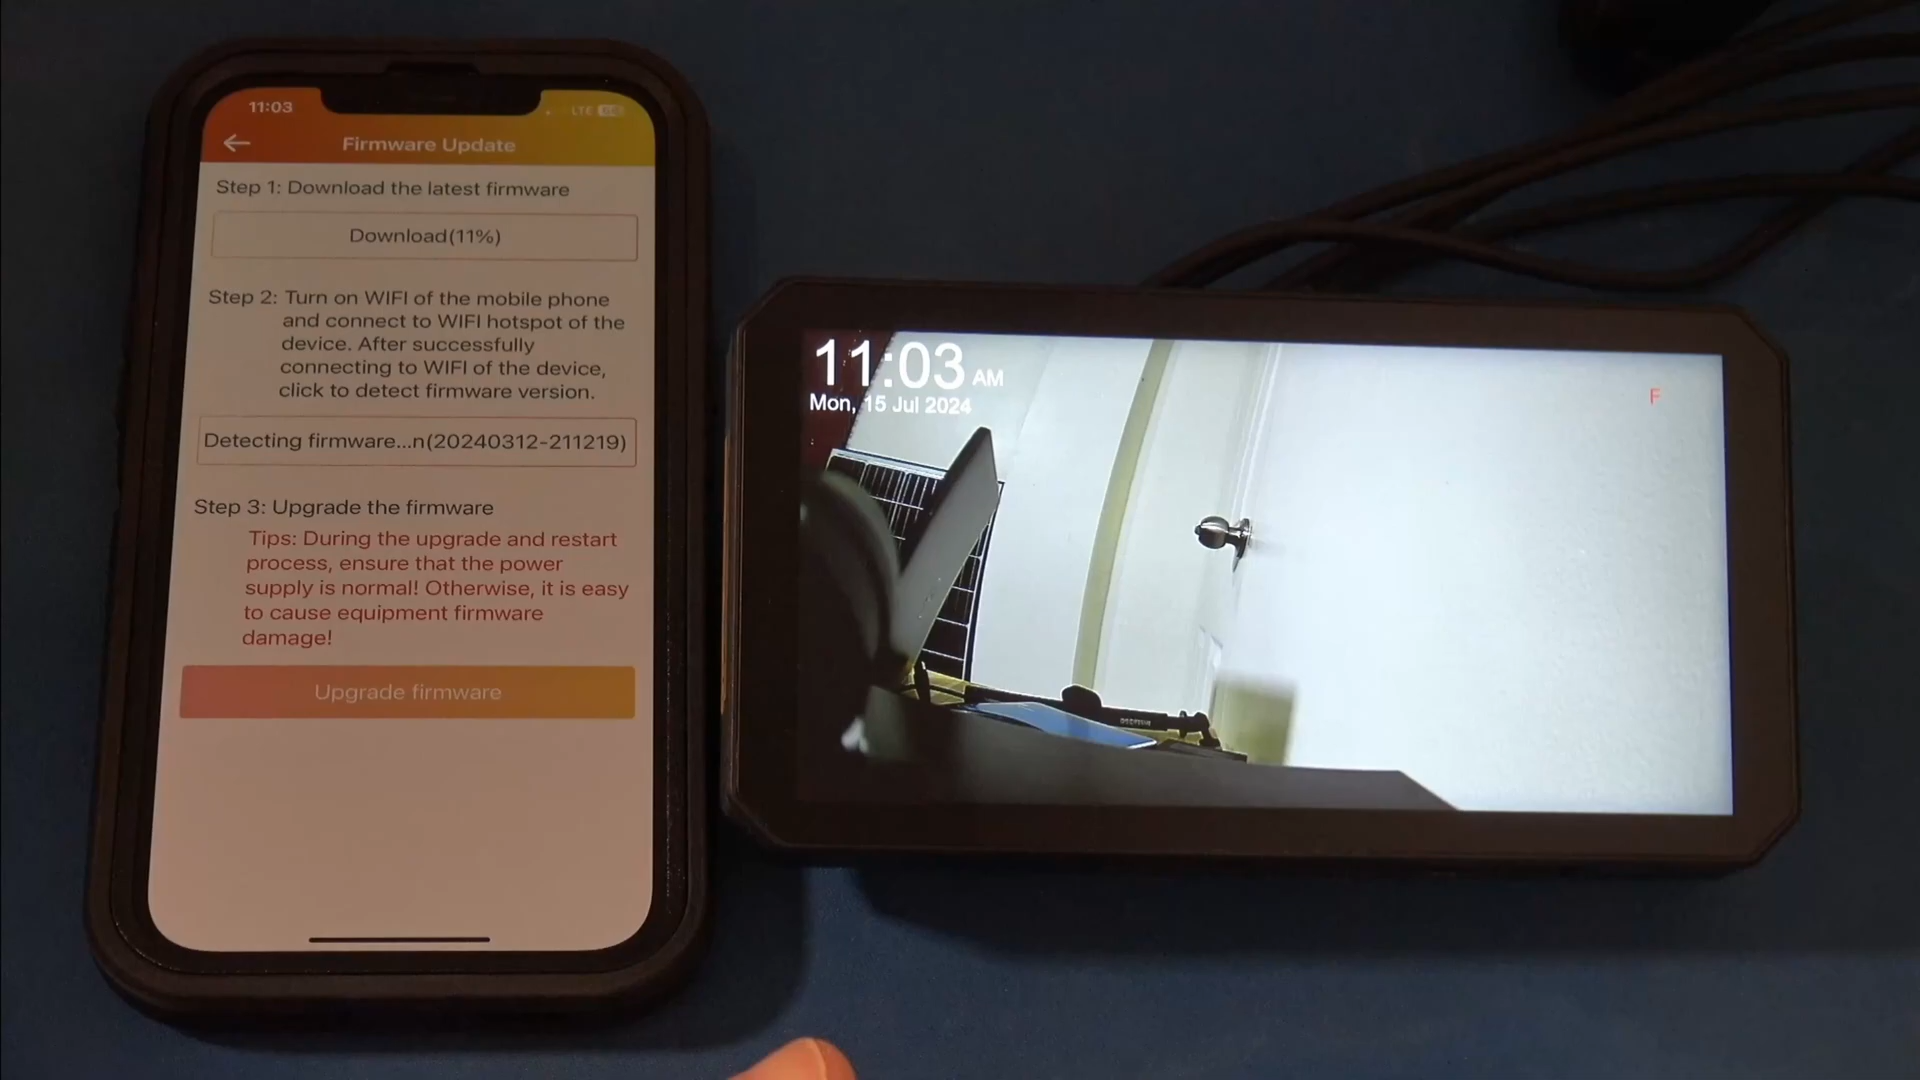 11:03
LTE
Firmware Update
Step 1: Download the latest firmware
Download(11%)
Step 2: Turn on WIFI of the mobile phone
and connect to WIFI hotspot of the
device. After successfully
connecting to WIFI of the device,
click to detect firmware version.
Detecting firmware...n(20240312-211219)
Step 3: Upgrade the firmware
Tips: During the upgrade and restart
process, ensure that the power
supply is normal! Otherwise, it is easy
to cause equipment firmware
damage!
Upgrade firmware
11:03 AM
Mon, 15 Jul 2024
F